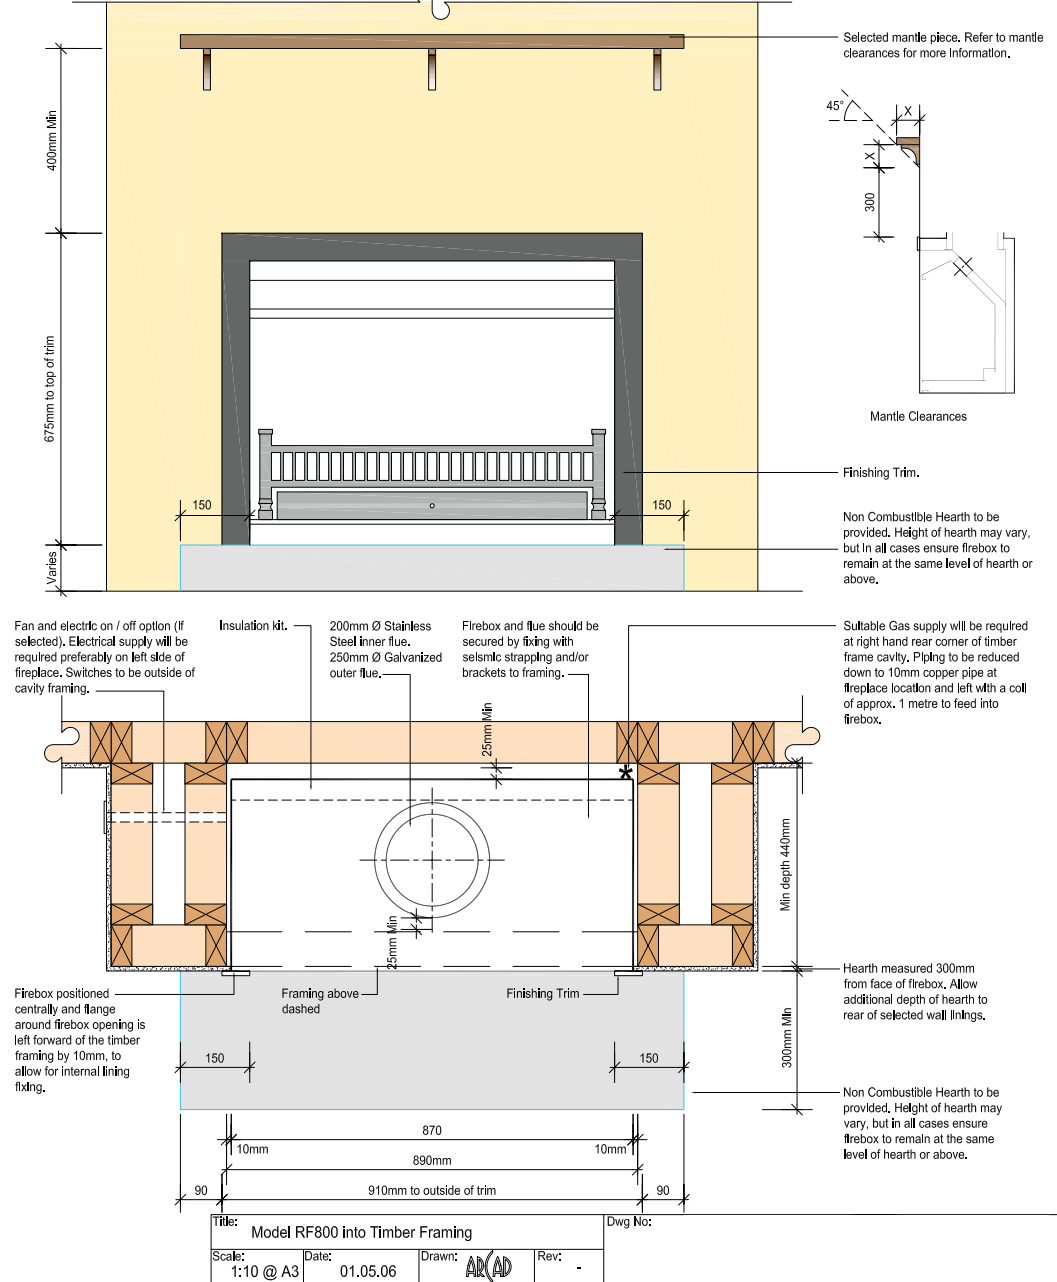 Selected mantle piece. Refer to mantle
clearances for more Information.
400mm Min
45°
X
X
300
Mantle Clearances
675mm to top of trim
Finishing Trim.
150
150
Non Combustible Hearth to be
provided. Height of hearth may vary,
but in all cases ensure firebox to
remain at the same level of hearth or
above.
Varies
Fan and electric on / off option (if
selected). Electrical supply will be
required preferably on left side of
fireplace. Switches to be outside of
cavity framing.
Insulation kit.
200mm Ø Stainless
Steel inner flue.
250mm Ø Galvanized
outer flue.
Firebox and flue should be
secured by fixing with
seismic strapping and/or
brackets to framing.
Suitable Gas supply will be required
at right hand rear corner of timber
frame cavity. Piping to be reduced
down to 10mm copper pipe at
fireplace location and left with a coil
of approx. 1 metre to feed into
firebox.
25mm Min
*
Min depth 440mm
25mm Min
Firebox positioned
centrally and flange
around firebox opening is
left forward of the timber
framing by 10mm, to
allow for internal lining
fixing.
Framing above
dashed
Finishing Trim
Hearth measured 300mm
from face of firebox. Allow
additional depth of hearth to
rear of selected wall linings.
300mm Min
150
150
Non Combustible Hearth to be
provided. Height of hearth may
vary, but in all cases ensure
firebox to remain at the same
level of hearth or above.
870
10mm
10mm
890mm
90
910mm to outside of trim
90
Title:
Model RF800 into Timber Framing
Dwg No:
Scale:
1:10 @ A3
Date:
01.05.06
Drawn:
ARCAD
Rev:
-